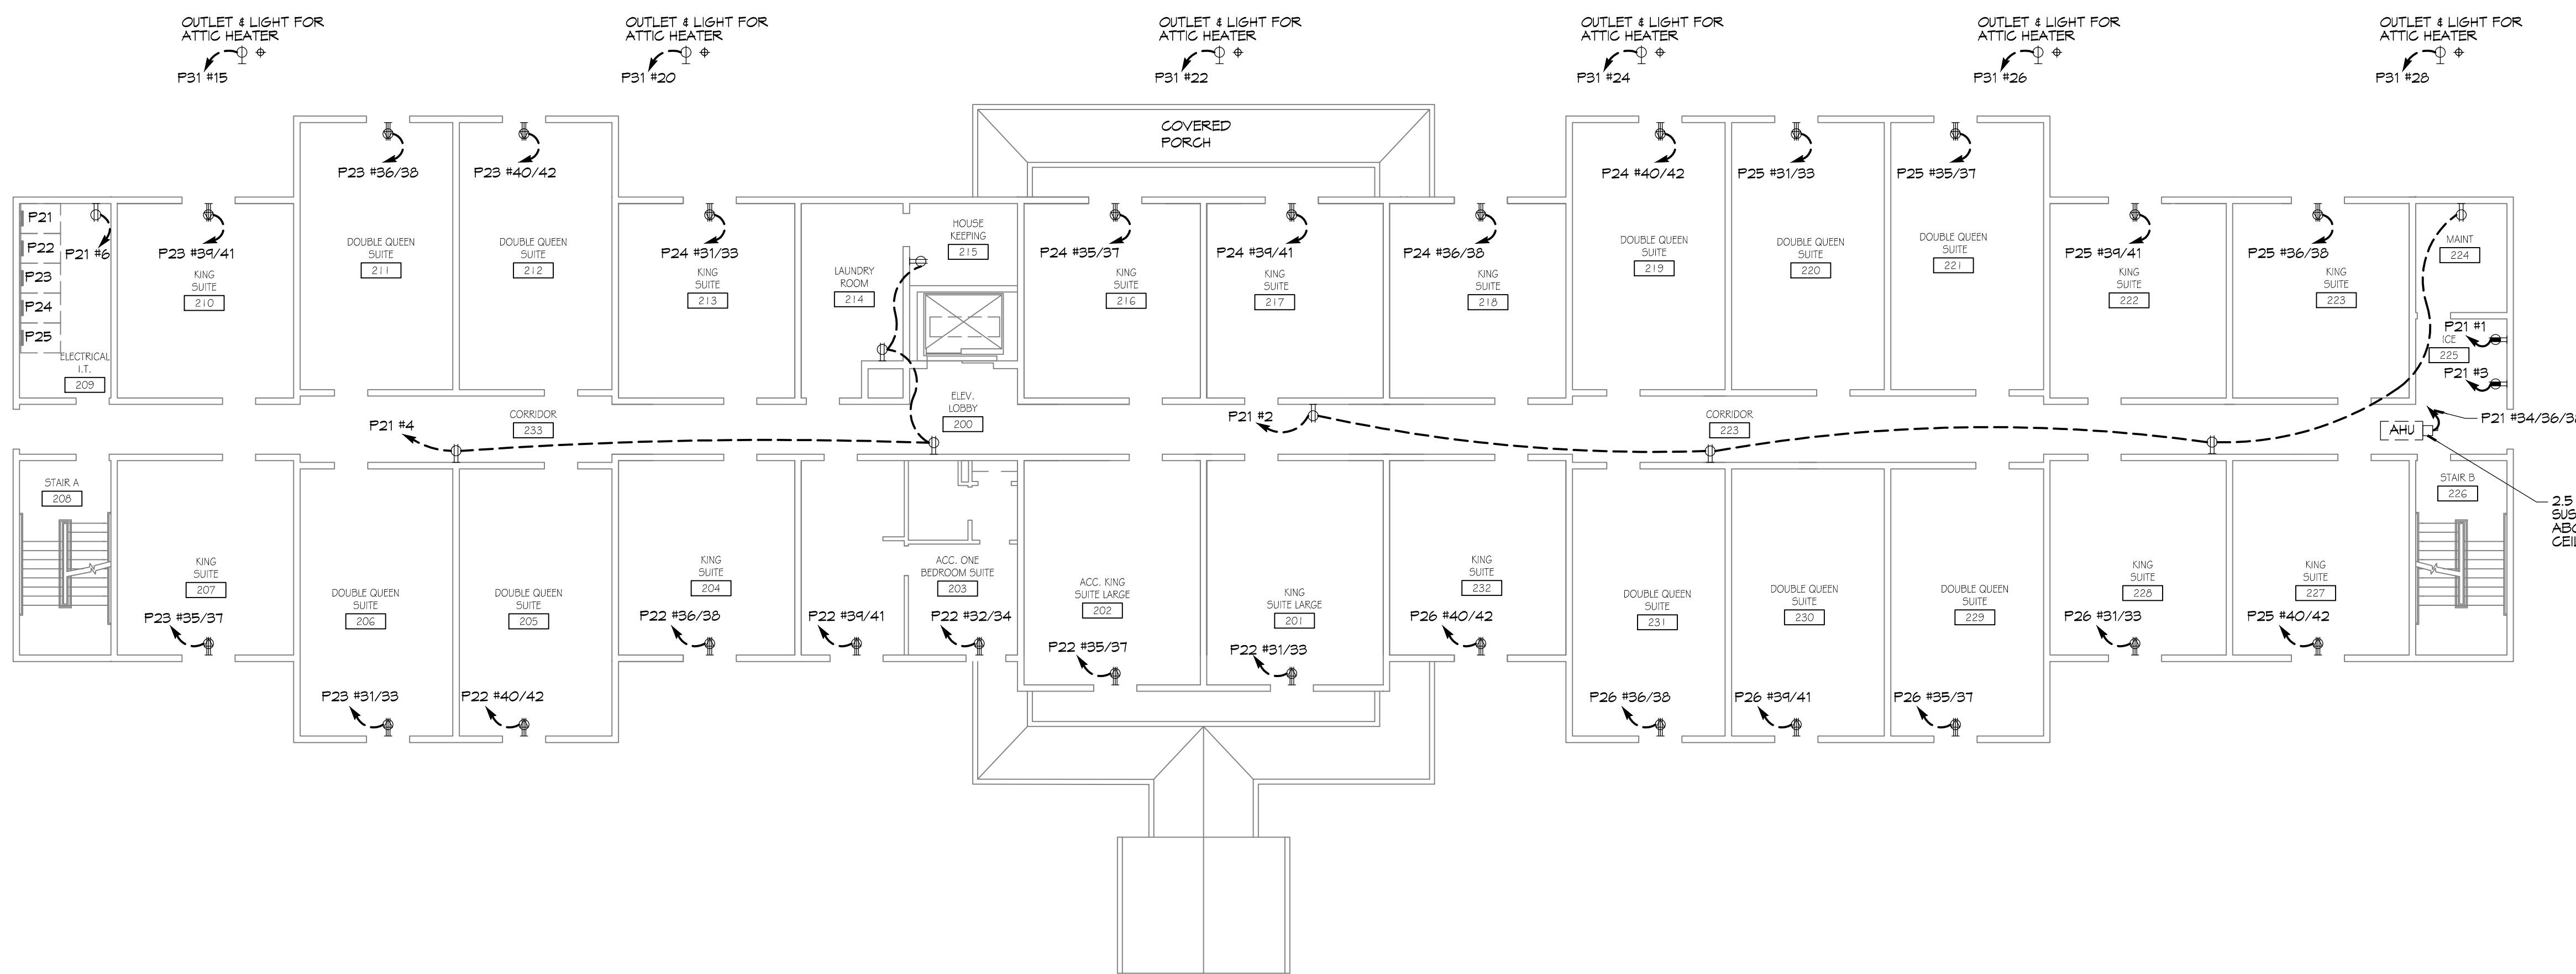 OUTLET & LIGHT FOR
ATTIC HEATER
P31 #15
OUTLET & LIGHT FOR
ATTIC HEATER
P31 #20
OUTLET & LIGHT FOR
ATTIC HEATER
P31 #22
OUTLET & LIGHT FOR
ATTIC HEATER
P31 #24
OUTLET & LIGHT FOR
ATTIC HEATER
P31 #26
OUTLET & LIGHT FOR
ATTIC HEATER
P31 #28
COVERED
PORCH
P21
P22
P23
P24
P25
P21 #6
ELECTRICAL
I.T.
209
P23 #39/41
KING
SUITE
210
P23 #36/38
DOUBLE QUEEN
SUITE
211
P23 #40/42
DOUBLE QUEEN
SUITE
212
P24 #31/33
KING
SUITE
213
LAUNDRY
ROOM
214
HOUSE
KEEPING
215
P24 #35/37
KING
SUITE
216
P24 #39/41
KING
SUITE
217
P24 #36/38
KING
SUITE
218
P24 #40/42
DOUBLE QUEEN
SUITE
219
P25 #31/33
DOUBLE QUEEN
SUITE
220
P25 #35/37
DOUBLE QUEEN
SUITE
221
P25 #39/41
KING
SUITE
222
P25 #36/38
KING
SUITE
223
MAINT
224
P21 #1
ICE
225
P21 #3
P21 #4
CORRIDOR
233
ELEV.
LOBBY
200
P21 #2
CORRIDOR
223
AHU
P21 #34/36/38
STAIR A
208
KING
SUITE
207
P23 #35/37
DOUBLE QUEEN
SUITE
206
P23 #31/33
DOUBLE QUEEN
SUITE
205
P22 #40/42
KING
SUITE
204
P22 #36/38
P22 #39/41
ACC. ONE
BEDROOM SUITE
203
P22 #32/34
ACC. KING
SUITE LARGE
202
P22 #35/37
KING
SUITE LARGE
201
P22 #31/33
KING
SUITE
232
P26 #40/42
DOUBLE QUEEN
SUITE
231
P26 #36/38
DOUBLE QUEEN
SUITE
230
P26 #39/41
DOUBLE QUEEN
SUITE
229
P26 #35/37
KING
SUITE
228
P26 #31/33
KING
SUITE
227
P25 #40/42
STAIR B
226
2.5